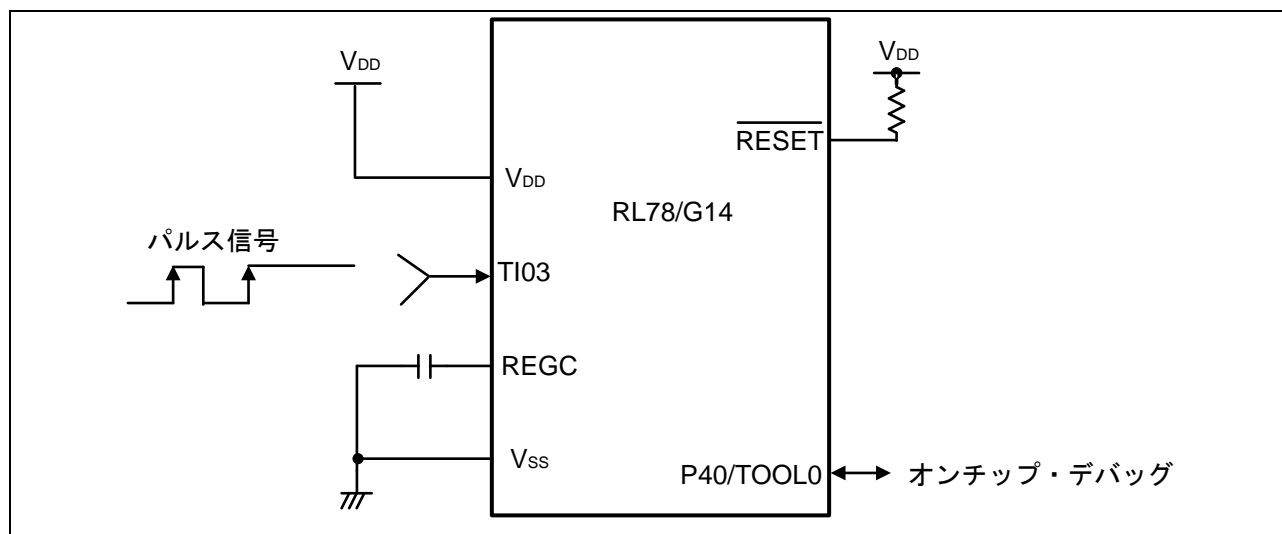 VDD
VDD
RESET
VDD
RL78/G14
パルス信号
TI03
REGC
VSS
P40/TOOL0
オンチップ・デバッグ